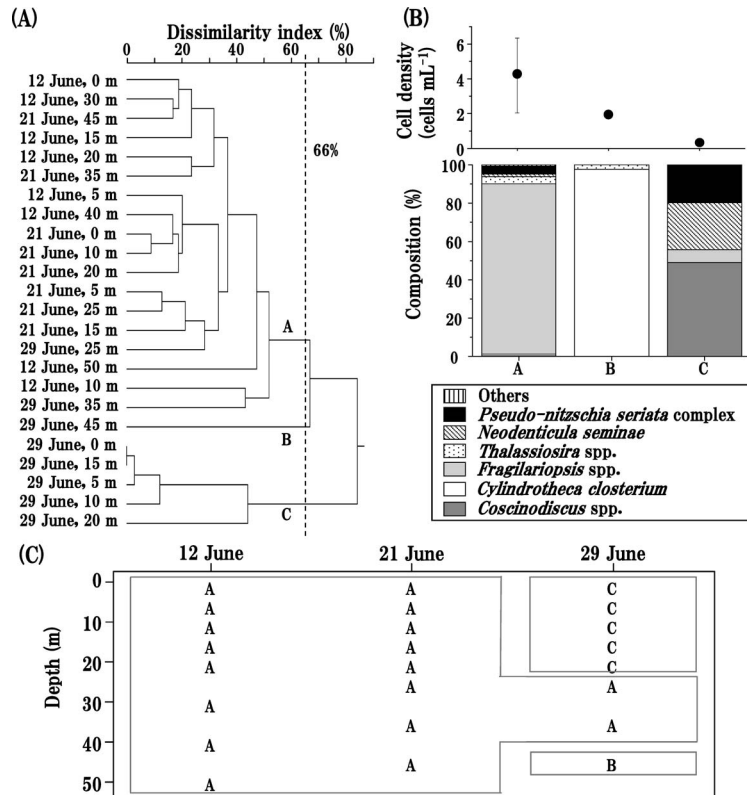 (A)
Dissimilarity index (%)
0 20 40 60 80
12 June, 0 m
12 June, 30 m
21 June, 45 m
12 June, 15 m
12 June, 20 m
21 June, 35 m
12 June, 5 m
12 June, 40 m
21 June, 0 m
21 June, 10 m
21 June, 20 m
21 June, 5 m
21 June, 25 m
21 June, 15 m
29 June, 25 m
12 June, 50 m
12 June, 10 m
29 June, 35 m
29 June, 45 m
29 June, 0 m
29 June, 15 m
29 June, 5 m
29 June, 10 m
29 June, 20 m
66%
A
B
C
(B)
Cell density
(cells mL⁻¹)
6
4
2
0
Composition (%)
100
80
60
40
20
0
A B C
Others
Pseudo-nitzschia seriata complex
Neodenticula seminae
Thalassiosira spp.
Fragilariopsis spp.
Cylindrotheca closterium
Coscinodiscus spp.
(C)
12 June 21 June 29 June
Depth (m)
0
10
20
30
40
50
A A C
A A C
A A C
A A C
A A C
A A
A
A A
A
A B
A